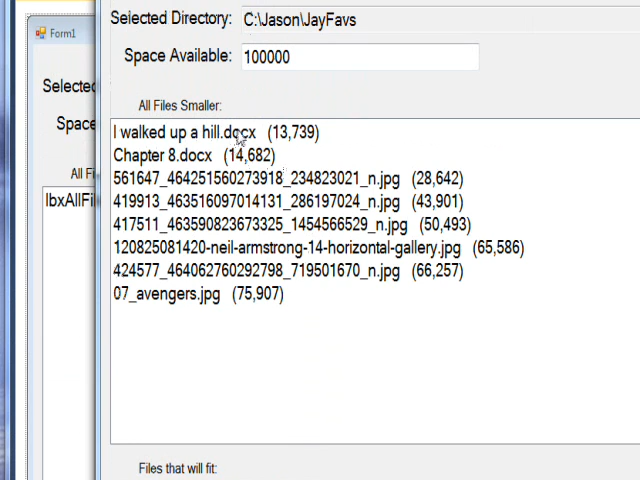 Form1
Selected
Space
All Fi
lbxAllFil
Selected Directory: C:\Jason\JayFavs
Space Available: 100000
All Files Smaller:
I walked up a hill.docx (13,739)
Chapter 8.docx (14,682)
561647_464251560273918_234823021_n.jpg (28,642)
419913_463516097014131_286197024_n.jpg (43,901)
417511_463590823673325_1454566529_n.jpg (50,493)
120825081420-neil-armstrong-14-horizontal-gallery.jpg (65,586)
424577_464062760292798_719501670_n.jpg (66,257)
07_avengers.jpg (75,907)
Files that will fit: